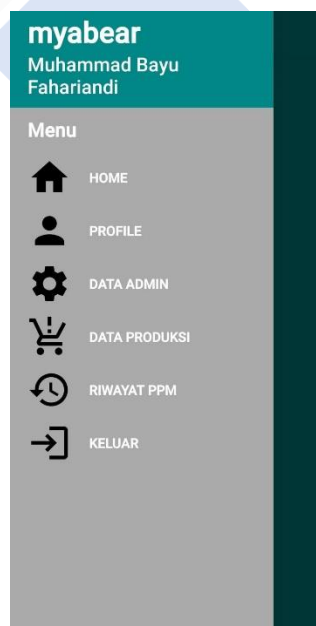 myabear
Muhammad Bayu
Fahariandi
Menu
HOME
PROFILE
DATA ADMIN
DATA PRODUKSI
RIWAYAT PPM
KELUAR